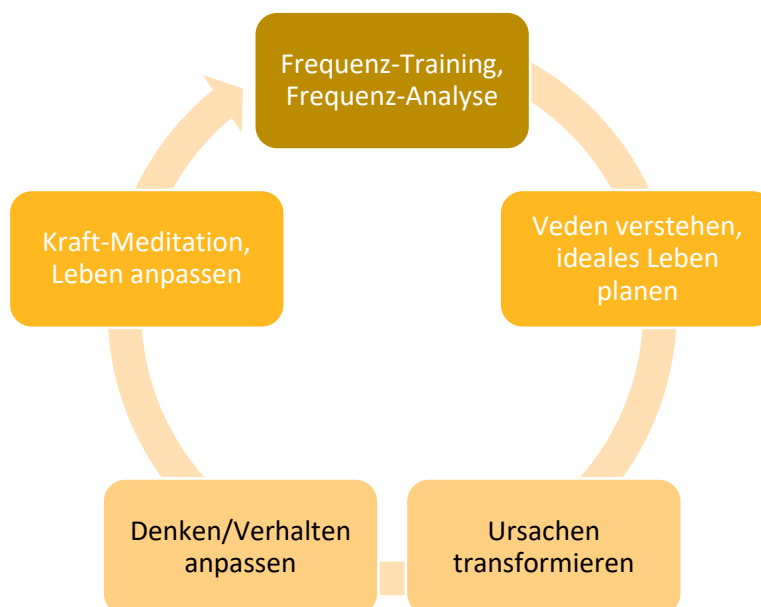 Frequenz-Training,
Frequenz-Analyse
Veden verstehen,
ideales Leben
planen
Ursachen
transformieren
Denken/Verhalten
anpassen
Kraft-Meditation,
Leben anpassen